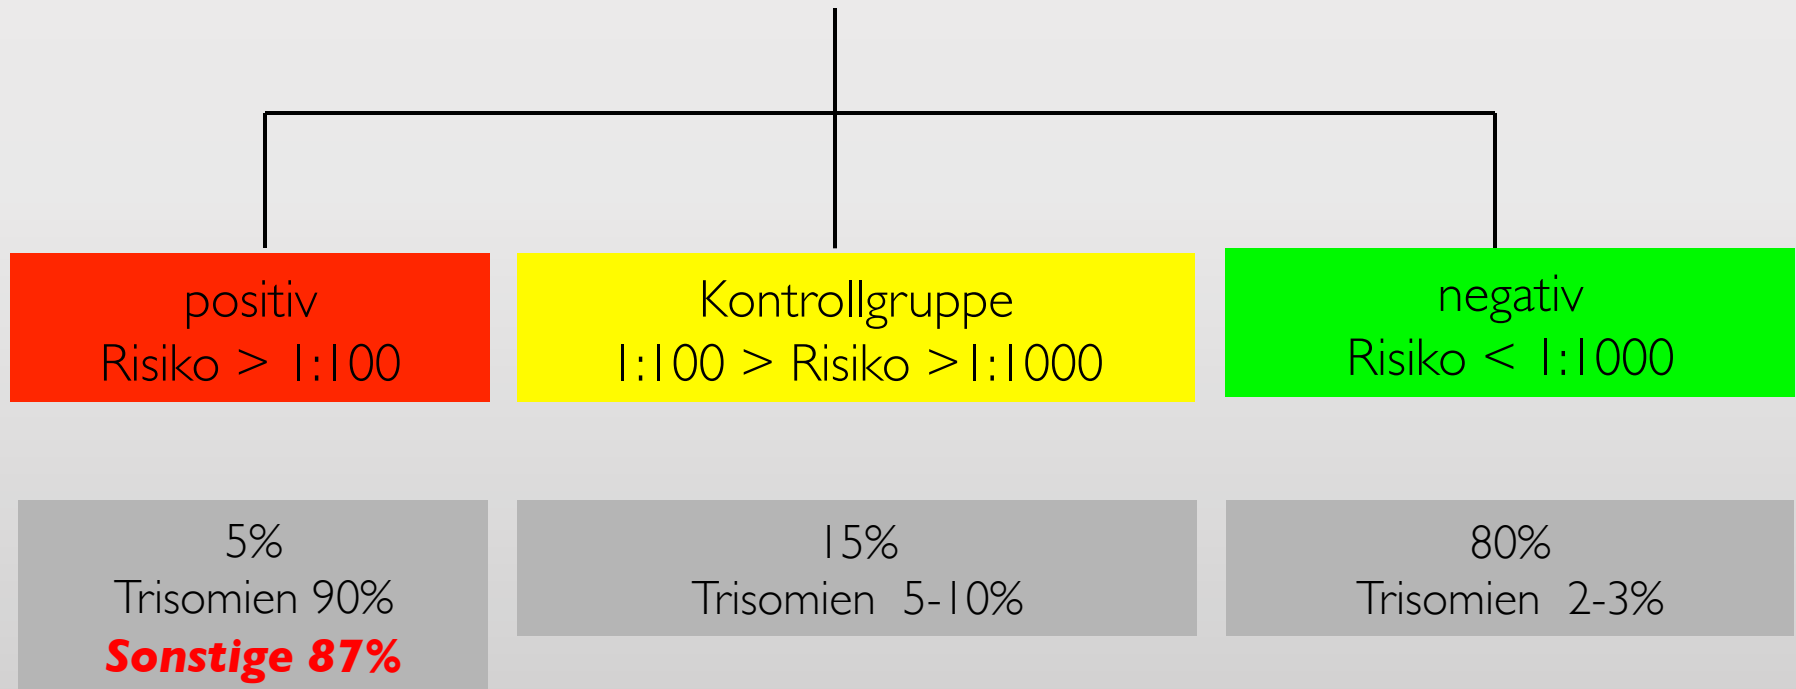 positiv
Risiko > 1:100
Kontrollgruppe
1:100 > Risiko >1:1000
negativ
Risiko < 1:1000
5%
Trisomien 90%
Sonstige 87%
15%
Trisomien 5-10%
80%
Trisomien 2-3%